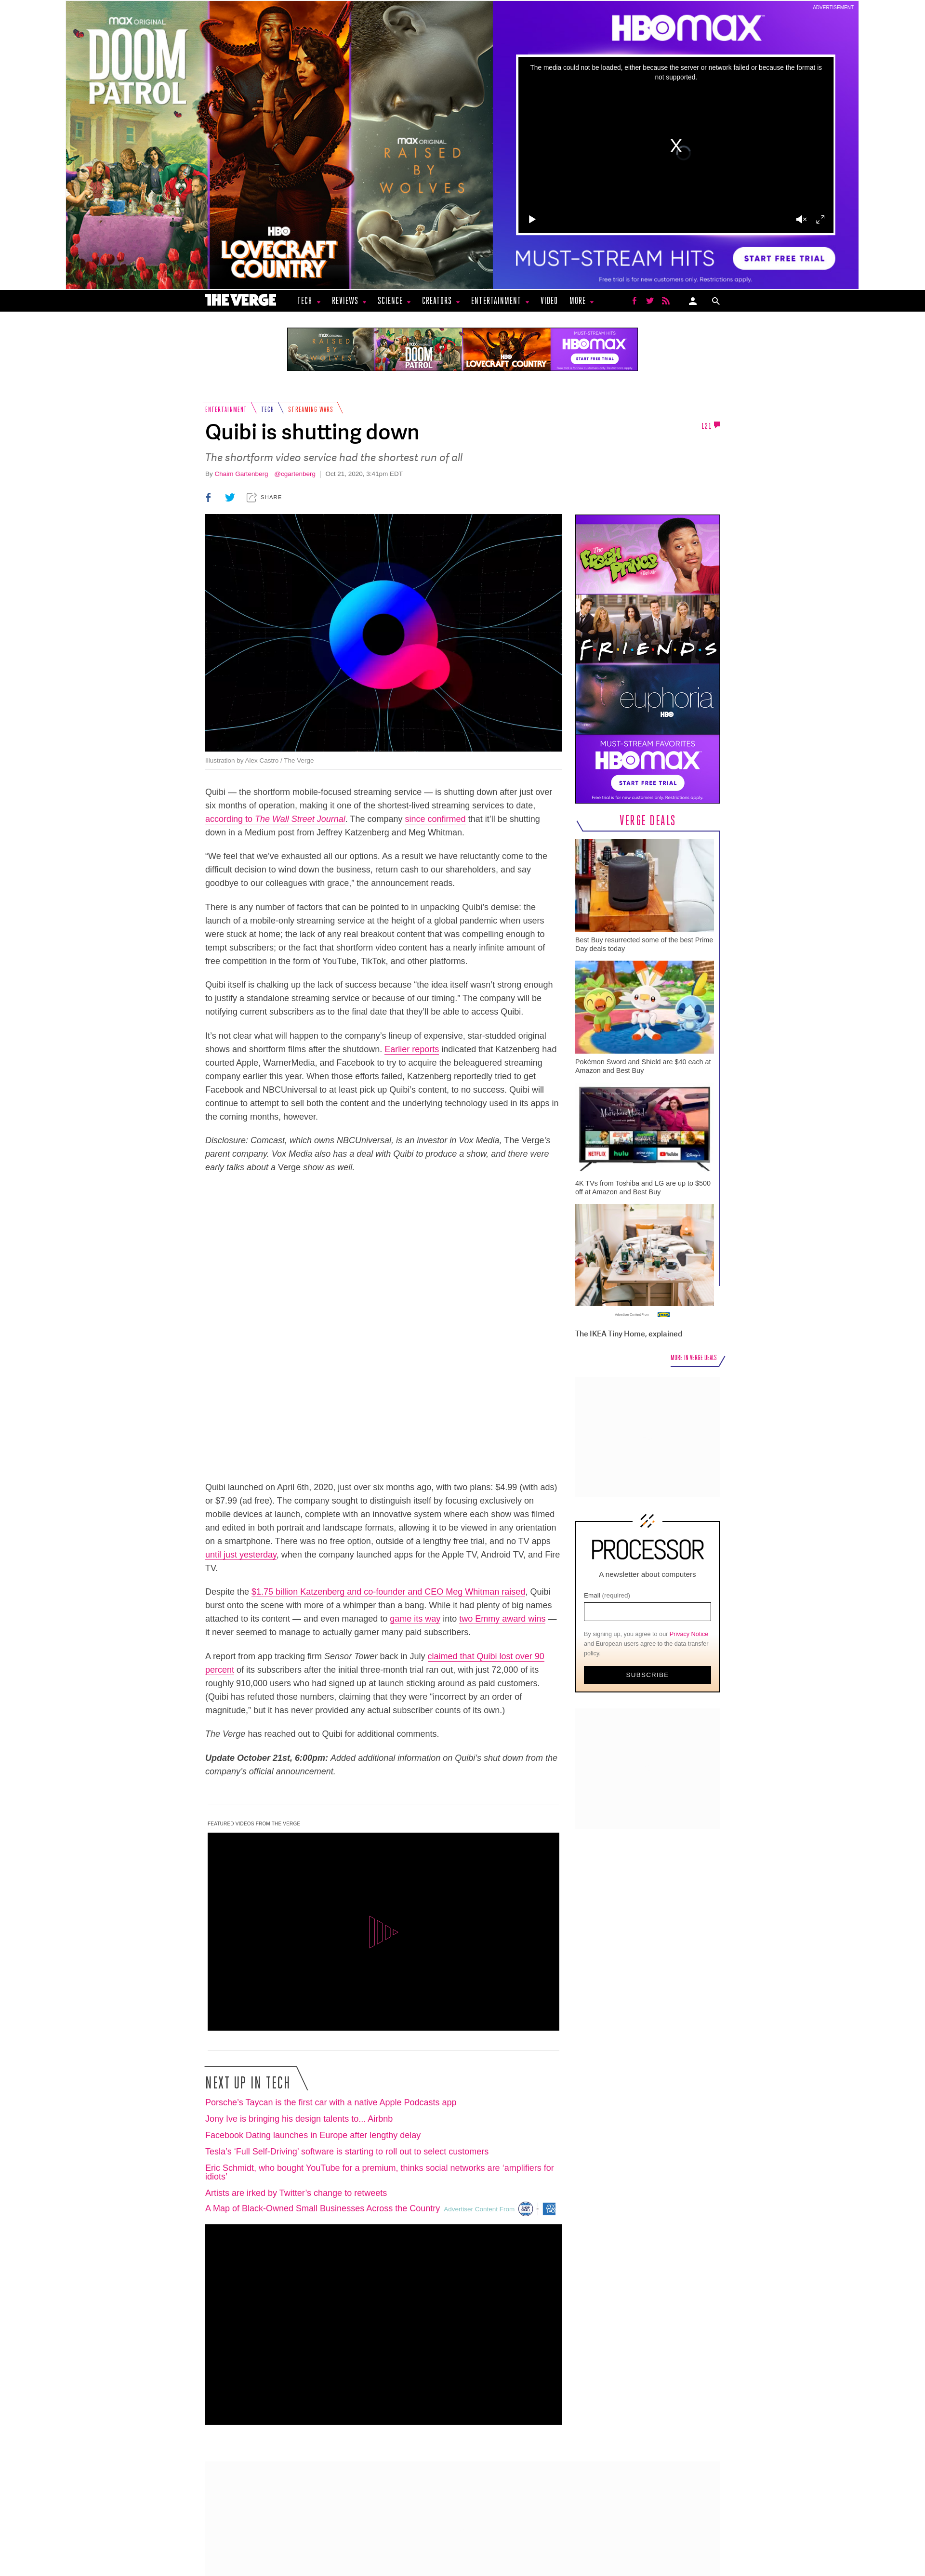 ADVERTISEMENT
max ORIGINAL
DOOM
PATROL
HBO
LOVECRAFT
COUNTRY
max ORIGINAL
RAISED
BY
WOLVES
HBOmax
The media could not be loaded, either because the server or network failed or because the format is
not supported.
X
MUST-STREAM HITS
START FREE TRIAL
Free trial is for new customers only. Restrictions apply.
THE VERGE
TECH
REVIEWS
SCIENCE
CREATORS
ENTERTAINMENT
VIDEO
MORE
max ORIGINAL
RAISED
BY
WOLVES
DOOM
PATROL
LOVECRAFT COUNTRY
MUST-STREAM HITS
HBOmax
START FREE TRIAL
ENTERTAINMENT
TECH
STREAMING WARS
Quibi is shutting down
121
The shortform video service had the shortest run of all
By Chaim Gartenberg | @cgartenberg | Oct 21, 2020, 3:41pm EDT
SHARE
Illustration by Alex Castro / The Verge
Quibi — the shortform mobile-focused streaming service — is shutting down after just over
six months of operation, making it one of the shortest-lived streaming services to date,
according to The Wall Street Journal. The company since confirmed that it’ll be shutting
down in a Medium post from Jeffrey Katzenberg and Meg Whitman.
“We feel that we’ve exhausted all our options. As a result we have reluctantly come to the
difficult decision to wind down the business, return cash to our shareholders, and say
goodbye to our colleagues with grace,” the announcement reads.
There is any number of factors that can be pointed to in unpacking Quibi’s demise: the
launch of a mobile-only streaming service at the height of a global pandemic when users
were stuck at home; the lack of any real breakout content that was compelling enough to
tempt subscribers; or the fact that shortform video content has a nearly infinite amount of
free competition in the form of YouTube, TikTok, and other platforms.
Quibi itself is chalking up the lack of success because “the idea itself wasn’t strong enough
to justify a standalone streaming service or because of our timing.” The company will be
notifying current subscribers as to the final date that they’ll be able to access Quibi.
It’s not clear what will happen to the company’s lineup of expensive, star-studded original
shows and shortform films after the shutdown. Earlier reports indicated that Katzenberg had
courted Apple, WarnerMedia, and Facebook to try to acquire the beleaguered streaming
company earlier this year. When those efforts failed, Katzenberg reportedly tried to get
Facebook and NBCUniversal to at least pick up Quibi’s content, to no success. Quibi will
continue to attempt to sell both the content and the underlying technology used in its apps in
the coming months, however.
Disclosure: Comcast, which owns NBCUniversal, is an investor in Vox Media, The Verge’s
parent company. Vox Media also has a deal with Quibi to produce a show, and there were
early talks about a Verge show as well.
Quibi launched on April 6th, 2020, just over six months ago, with two plans: $4.99 (with ads)
or $7.99 (ad free). The company sought to distinguish itself by focusing exclusively on
mobile devices at launch, complete with an innovative system where each show was filmed
and edited in both portrait and landscape formats, allowing it to be viewed in any orientation
on a smartphone. There was no free option, outside of a lengthy free trial, and no TV apps
until just yesterday, when the company launched apps for the Apple TV, Android TV, and Fire
TV.
Despite the $1.75 billion Katzenberg and co-founder and CEO Meg Whitman raised, Quibi
burst onto the scene with more of a whimper than a bang. While it had plenty of big names
attached to its content — and even managed to game its way into two Emmy award wins —
it never seemed to manage to actually garner many paid subscribers.
A report from app tracking firm Sensor Tower back in July claimed that Quibi lost over 90
percent of its subscribers after the initial three-month trial ran out, with just 72,000 of its
roughly 910,000 users who had signed up at launch sticking around as paid customers.
(Quibi has refuted those numbers, claiming that they were “incorrect by an order of
magnitude,” but it has never provided any actual subscriber counts of its own.)
The Verge has reached out to Quibi for additional comments.
Update October 21st, 6:00pm: Added additional information on Quibi’s shut down from the
company’s official announcement.
FEATURED VIDEOS FROM THE VERGE
NEXT UP IN TECH
Porsche’s Taycan is the first car with a native Apple Podcasts app
Jony Ive is bringing his design talents to... Airbnb
Facebook Dating launches in Europe after lengthy delay
Tesla’s ‘Full Self-Driving’ software is starting to roll out to select customers
Eric Schmidt, who bought YouTube for a premium, thinks social networks are ‘amplifiers for
idiots’
Artists are irked by Twitter’s change to retweets
A Map of Black-Owned Small Businesses Across the Country Advertiser Content From
The
Fresh Prince
F·R·I·E·N·D·S
euphoria
HBO
MUST-STREAM FAVORITES
HBOmax
START FREE TRIAL
Free trial is for new customers only. Restrictions apply.
VERGE DEALS
Best Buy resurrected some of the best Prime
Day deals today
Pokémon Sword and Shield are $40 each at
Amazon and Best Buy
NETFLIX
hulu
prime video
YouTube
Disney+
4K TVs from Toshiba and LG are up to $500
off at Amazon and Best Buy
Advertiser Content From
IKEA
The IKEA Tiny Home, explained
MORE IN VERGE DEALS
PROCESSOR
A newsletter about computers
Email (required)
By signing up, you agree to our Privacy Notice
and European users agree to the data transfer
policy.
SUBSCRIBE